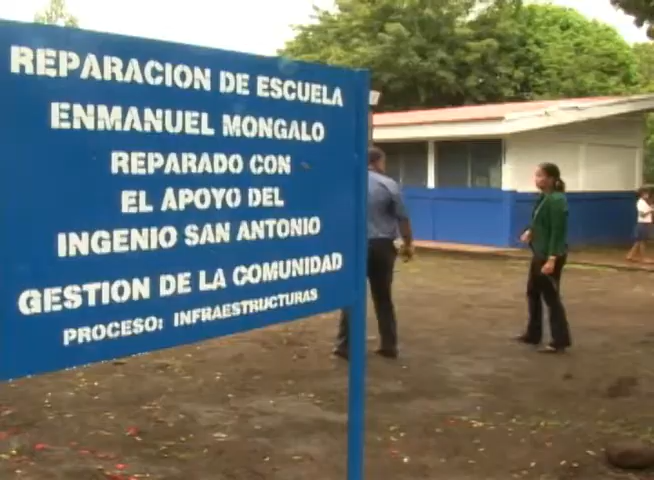 REPARACION DE ESCUELA
ENMANUEL MONGALO
REPARADO CON
EL APOYO DEL
INGENIO SAN ANTONIO
GESTION DE LA COMUNIDAD
PROCESO: INFRAESTRUCTURAS